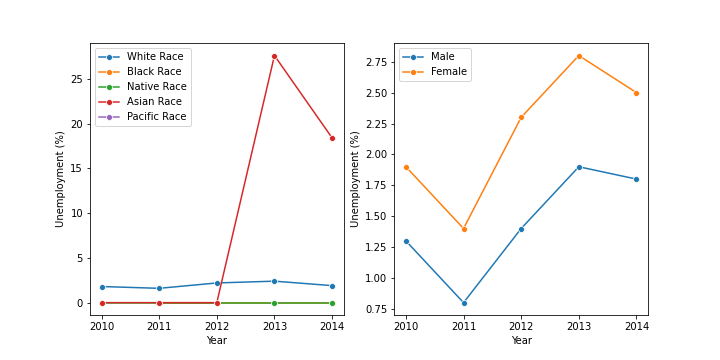 White Race
Black Race
Native Race
Asian Race
Pacific Race
Unemployment (%)
25
20
15
10
5
0
2010 2011 2012 2013 2014
Year
Male
Female
Unemployment (%)
2.75
2.50
2.25
2.00
1.75
1.50
1.25
1.00
0.75
2010 2011 2012 2013 2014
Year